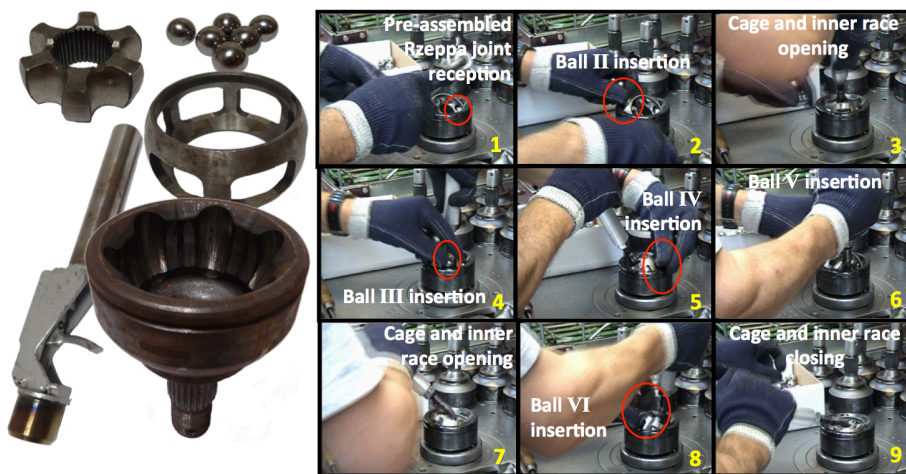 Pre-assembled
Rzeppa joint
reception
1
Ball II insertion
2
Cage and inner race
opening
3
Ball III insertion
4
Ball IV
insertion
5
Ball V insertion
6
Cage and inner
race opening
7
Ball VI
insertion
8
Cage and inner race
closing
9